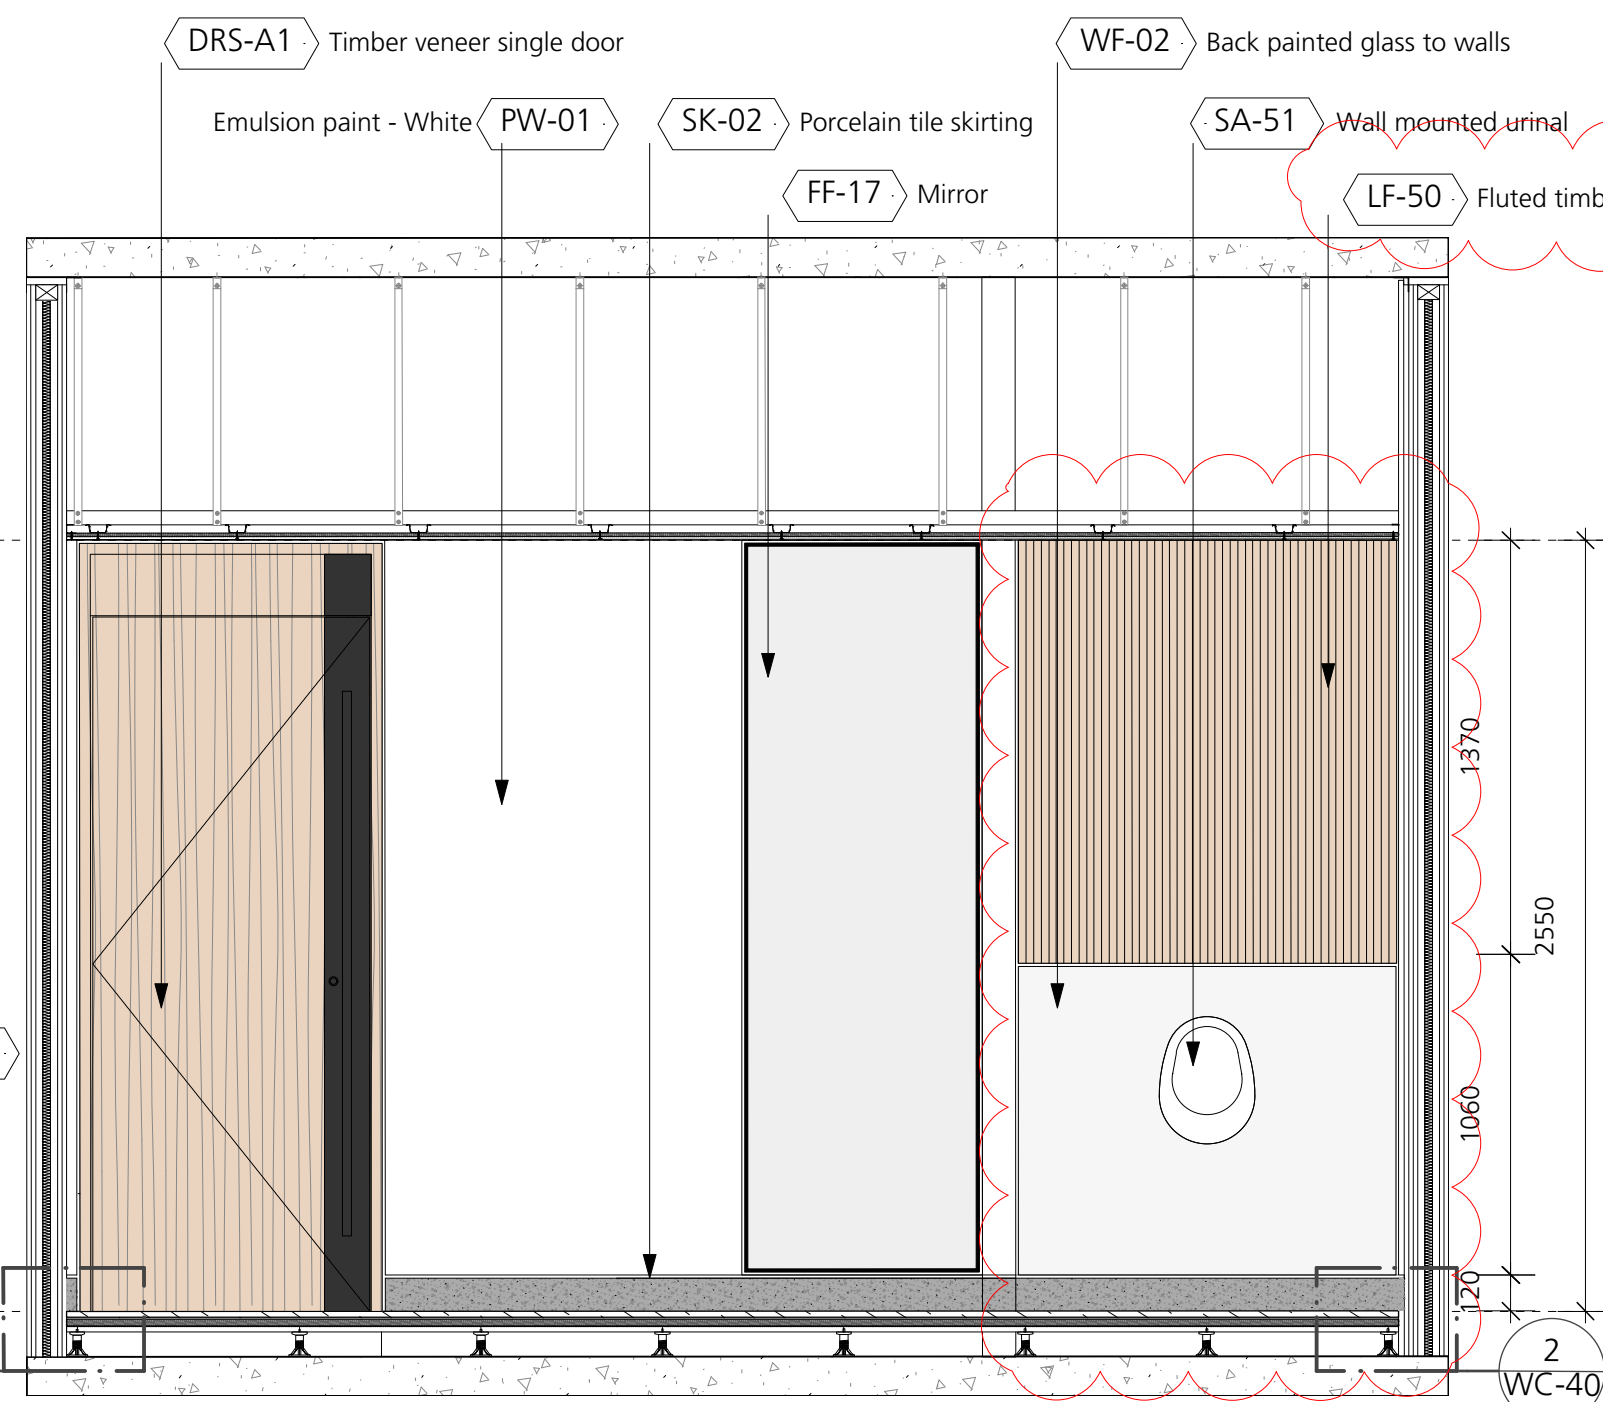 DRS-A1 Timber veneer single door
WF-02 Back painted glass to walls
Emulsion paint - White PW-01
SK-02 Porcelain tile skirting
SA-51 Wall mounted urinal
FF-17 Mirror
LF-50 Fluted timb
1370
2550
1060
120
2
WC-40